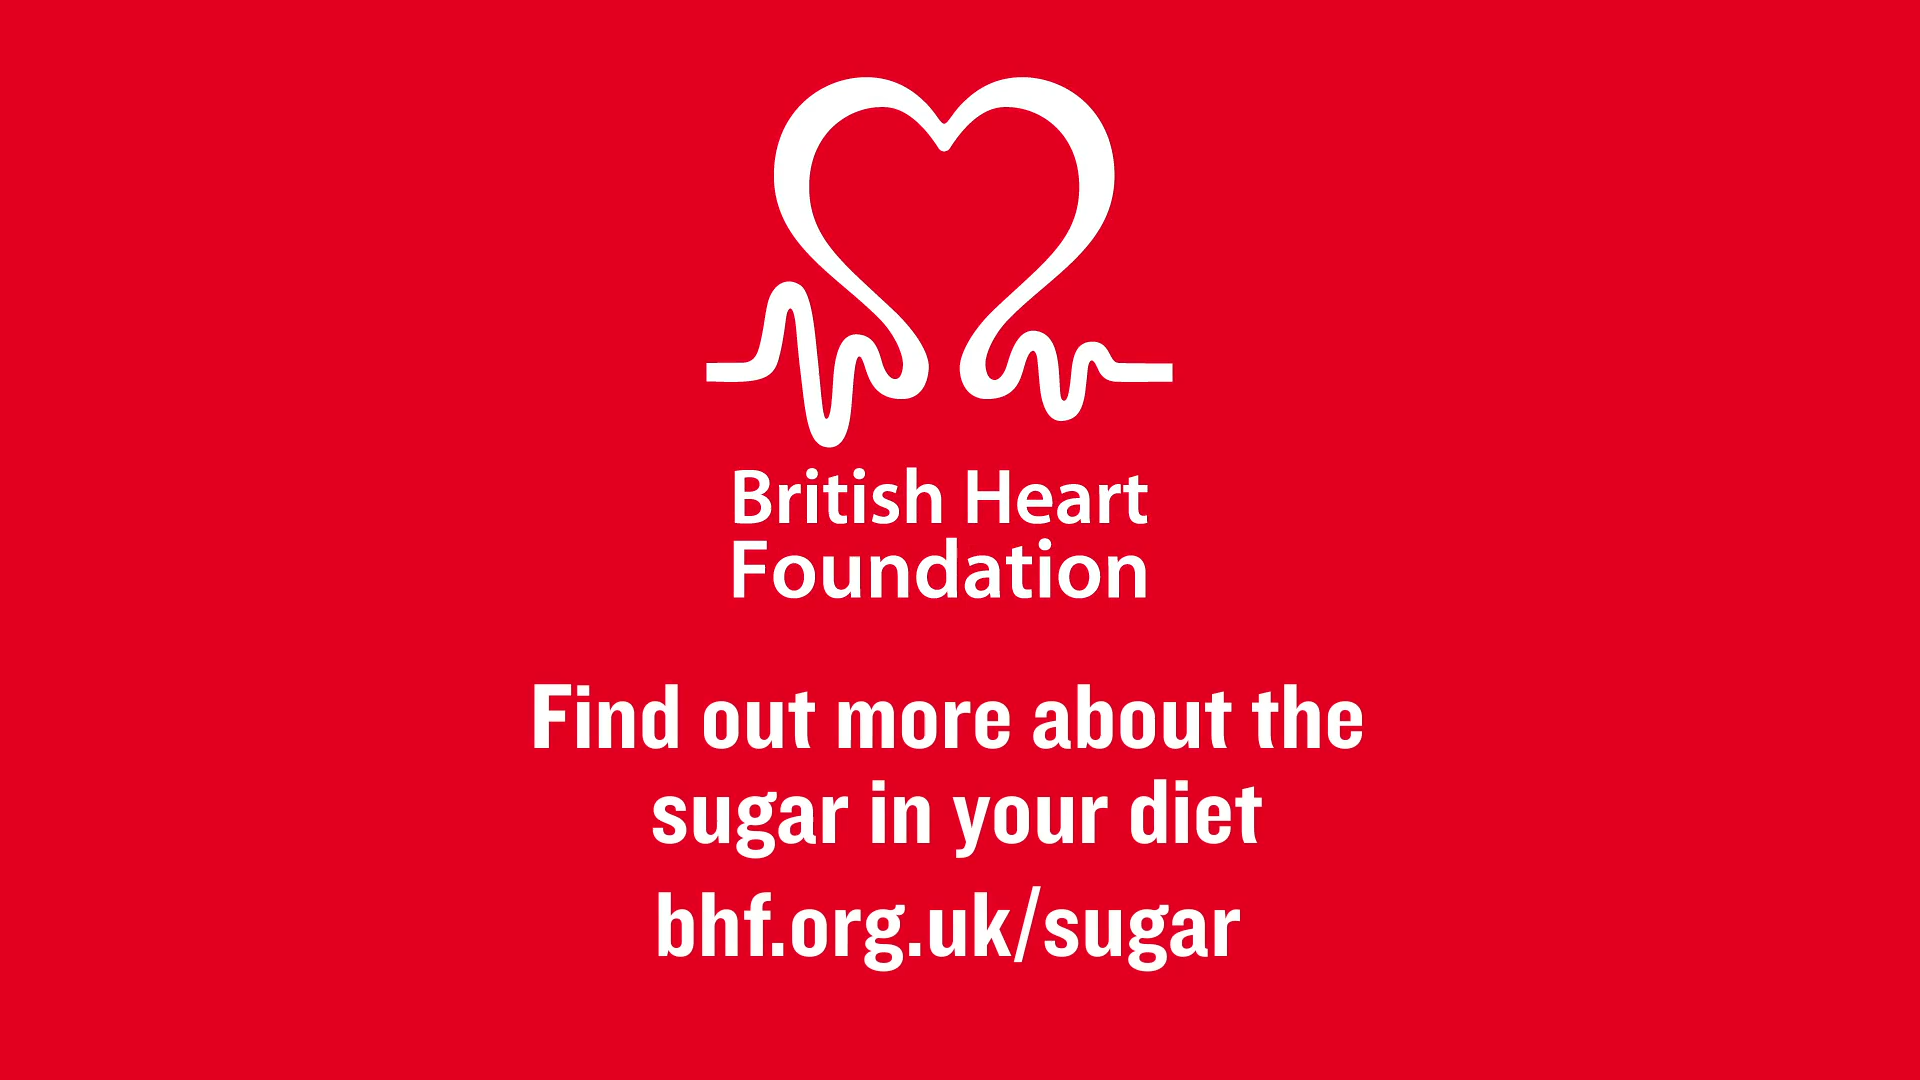 British Heart
Foundation
Find out more about the
sugar in your diet
bhf.org.uk/sugar